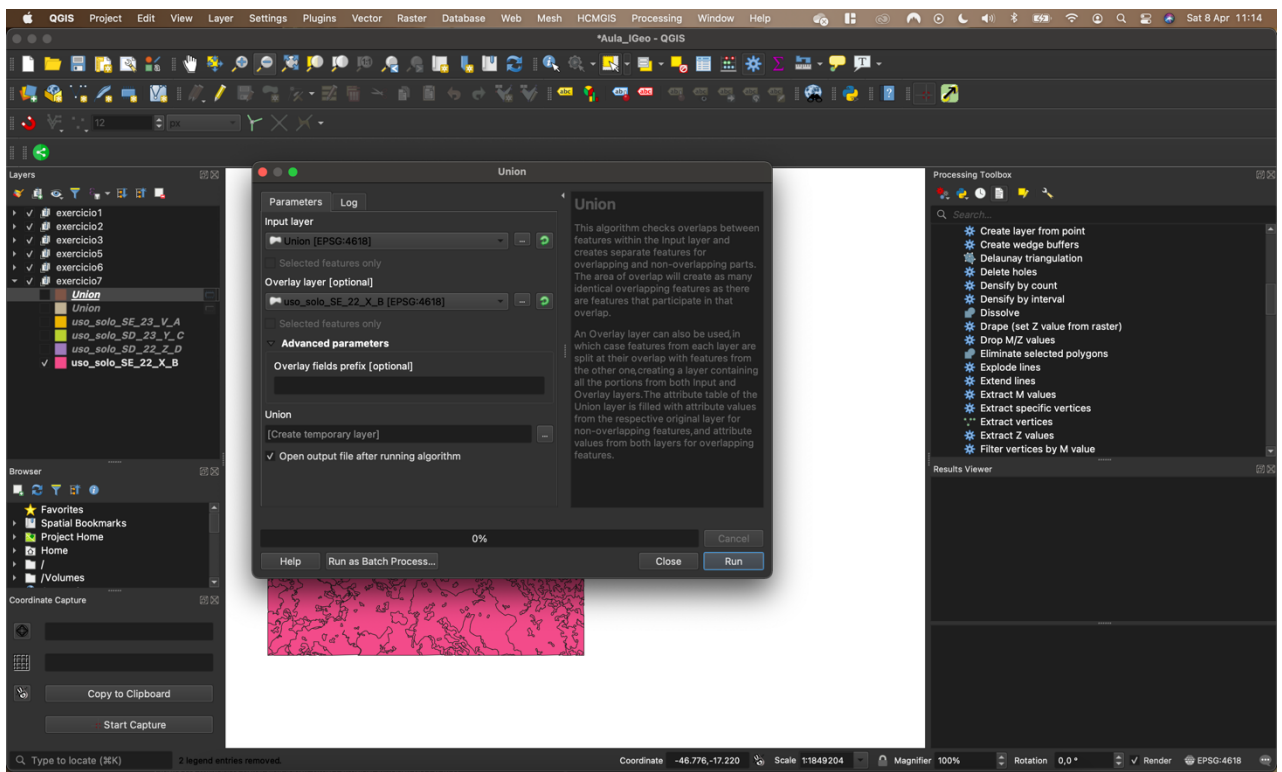 QGIS Project Edit View Layer Settings Plugins Vector Raster Database Web Mesh HCMGIS Processing Window Help Sat 8 Apr 11:14
*Aula_IGeo - QGIS
12 px
Layers
exercicio1
exercicio2
exercicio3
exercicio5
exercicio6
exercicio7
Union
Union
uso_solo_SE_23_V_A
uso_solo_SD_23_Y_C
uso_solo_SD_22_Z_D
uso_solo_SE_22_X_B
Browser
Favorites
Spatial Bookmarks
Project Home
Home
/
/Volumes
Coordinate Capture
Copy to Clipboard
Start Capture
Union
Parameters Log
Input layer
Union [EPSG:4618]
Selected features only
Overlay layer [optional]
uso_solo_SE_22_X_B [EPSG:4618]
Selected features only
Advanced parameters
Overlay fields prefix [optional]
Union
[Create temporary layer]
Open output file after running algorithm
Union
This algorithm checks overlaps between
features within the Input layer and
creates separate features for
overlapping and non-overlapping parts.
The area of overlap will create as many
identical overlapping features as there
are features that participate in that
overlap.
An Overlay layer can also be used,in
which case features from each layer are
split at their overlap with features from
the other one,creating a layer containing
all the portions from both Input and
Overlay layers.The attribute table of the
Union layer is filled with attribute values
from the respective original layer for
non-overlapping features,and attribute
values from both layers for overlapping
features.
0% Cancel
Help Run as Batch Process... Close Run
Processing Toolbox
Search...
Create layer from point
Create wedge buffers
Delaunay triangulation
Delete holes
Densify by count
Densify by interval
Dissolve
Drape (set Z value from raster)
Drop M/Z values
Eliminate selected polygons
Explode lines
Extend lines
Extract M values
Extract specific vertices
Extract vertices
Extract Z values
Filter vertices by M value
Results Viewer
Type to locate (⌘K) 2 legend entries removed. Coordinate -46.776,-17.220 Scale 1:1849204 Magnifier 100% Rotation 0,0 ° Render EPSG:4618